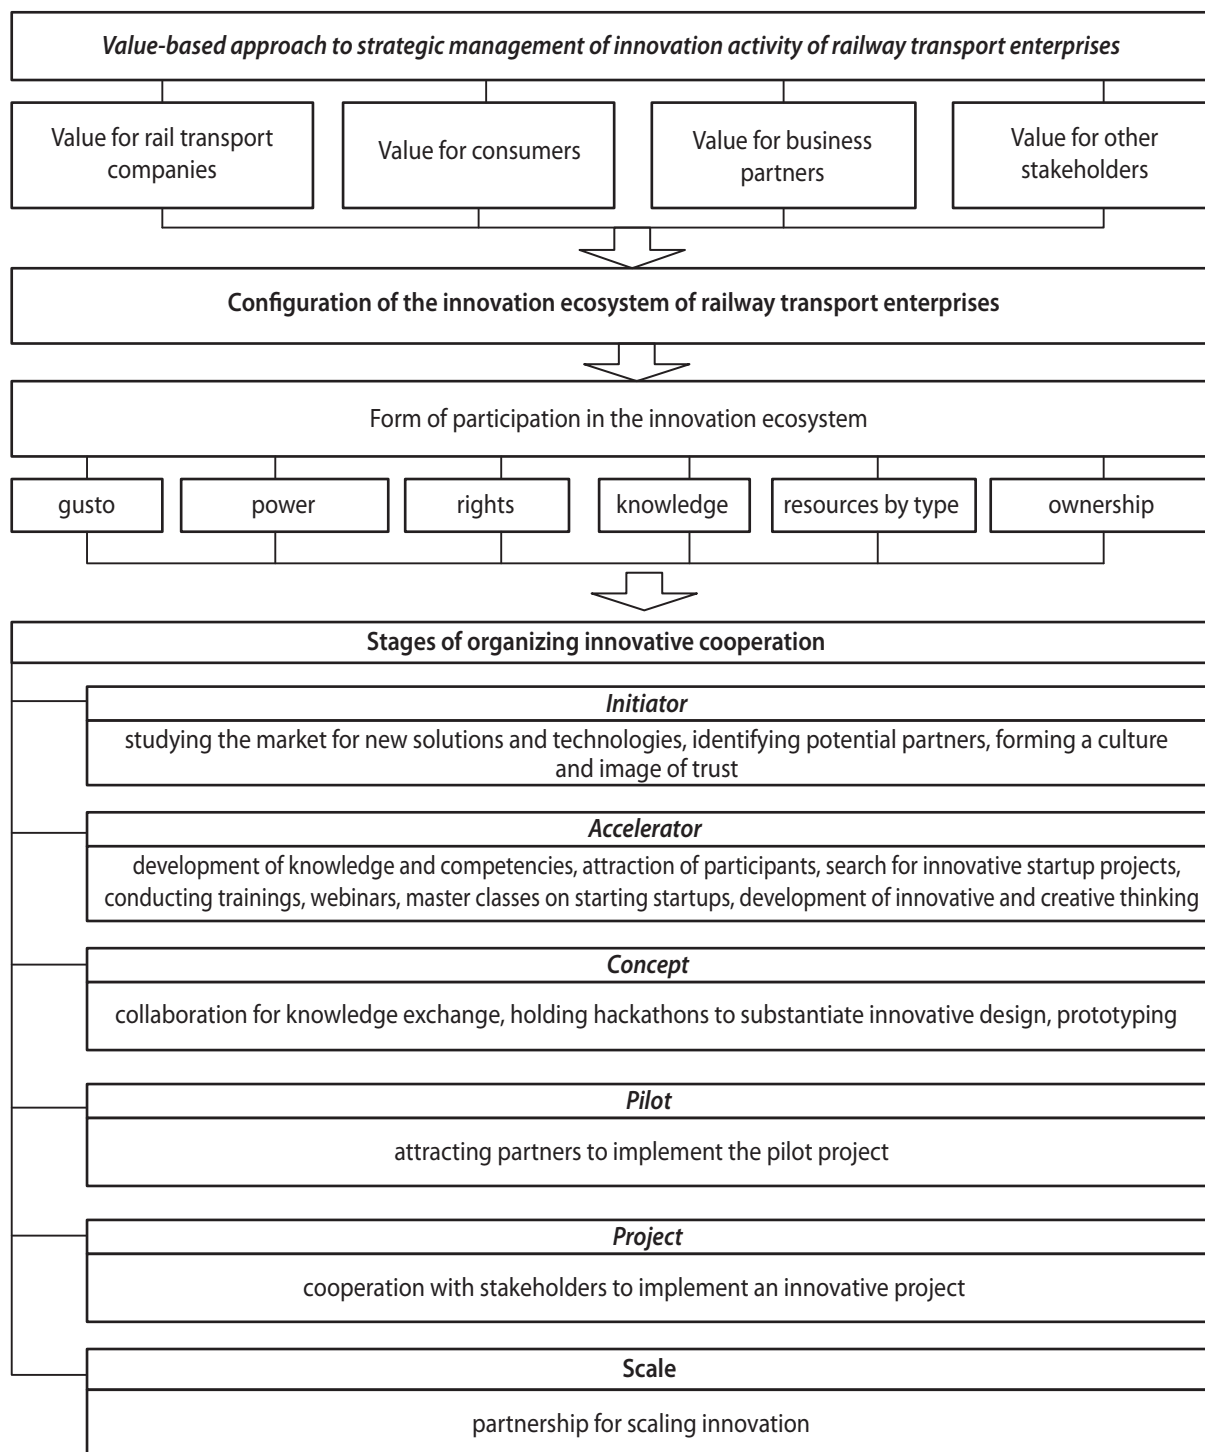 Value-based approach to strategic management of innovation activity of railway transport enterprises
Value for rail transport
companies
Value for consumers
Value for business
partners
Value for other
stakeholders
Configuration of the innovation ecosystem of railway transport enterprises
Form of participation in the innovation ecosystem
gusto
power
rights
knowledge
resources by type
ownership
Stages of organizing innovative cooperation
Initiator
studying the market for new solutions and technologies, identifying potential partners, forming a culture
and image of trust
Accelerator
development of knowledge and competencies, attraction of participants, search for innovative startup projects,
conducting trainings, webinars, master classes on starting startups, development of innovative and creative thinking
Concept
collaboration for knowledge exchange, holding hackathons to substantiate innovative design, prototyping
Pilot
attracting partners to implement the pilot project
Project
cooperation with stakeholders to implement an innovative project
Scale
partnership for scaling innovation